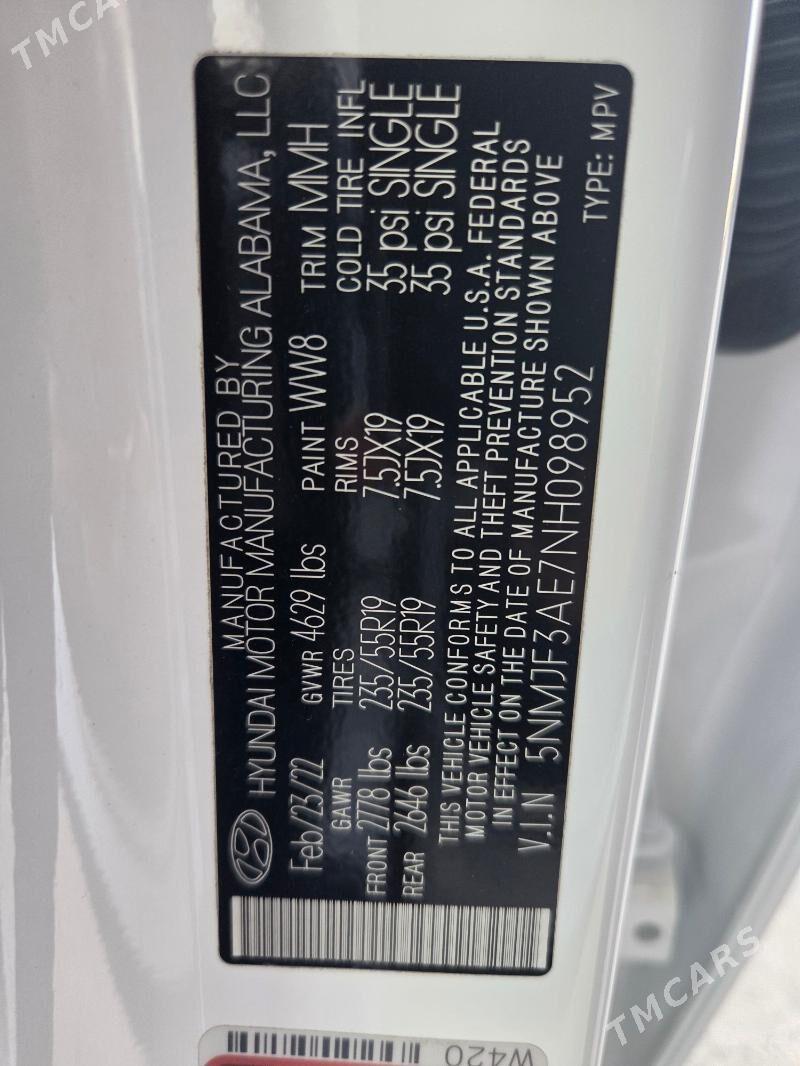 TMCARS
MANUFACTURED BY
HYUNDAI MOTOR MANUFACTURING ALABAMA, LLC
Feb/23/22 GVWR 4629 lbs PAINT WW8 TRIM MMH
GAWR TIRES RIMS COLD TIRE INFL
FRONT 2778 lbs 235/55R19 7.5JX19 35 psi SINGLE
REAR 2646 lbs 235/55R19 7.5JX19 35 psi SINGLE
THIS VEHICLE CONFORMS TO ALL APPLICABLE U.S.A. FEDERAL
MOTOR VEHICLE SAFETY AND THEFT PREVENTION STANDARDS
IN EFFECT ON THE DATE OF MANUFACTURE SHOWN ABOVE
V.I.N 5NMJF3AE7NH098952 TYPE: MPV
W420
TMCARS